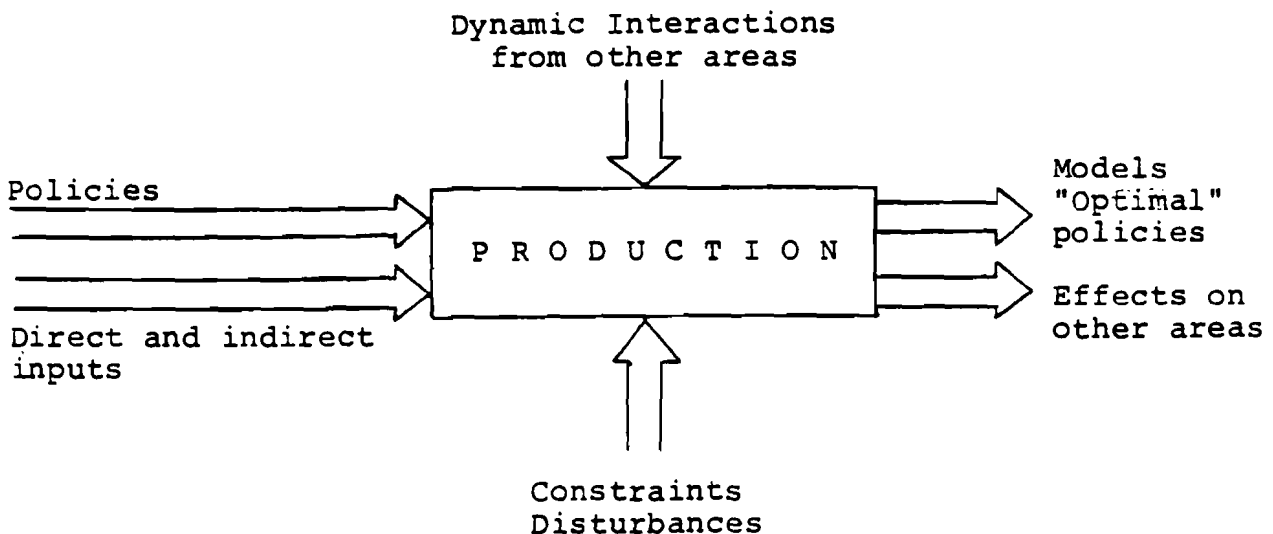 Dynamic Interactions
from other areas
Policies
Direct and indirect
inputs
P R O D U C T I O N
Models
"Optimal"
policies
Effects on
other areas
Constraints
Disturbances